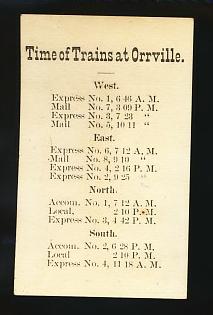 Time of Trains at Orrville.
West.
Express No. 1, 6 46 A. M.
Mail No. 7, 3 09 P. M.
Express No. 3, 7 23 “
Mail No. 5, 10 11 “
East.
Express No. 6, 7 12 A, M.
Mail No. 8, 9 10 “
Express No. 4, 2 16 P. M.
Express No. 2, 9 25 “
North.
Accom. No. 1, 7 12 A. M.
Local, 2 10 P. M.
Express No. 3, 4 42 P. M.
South.
Accom. No. 2, 6 28 P. M.
Local 2 10 P. M.
Express No. 4, 11 18 A. M.